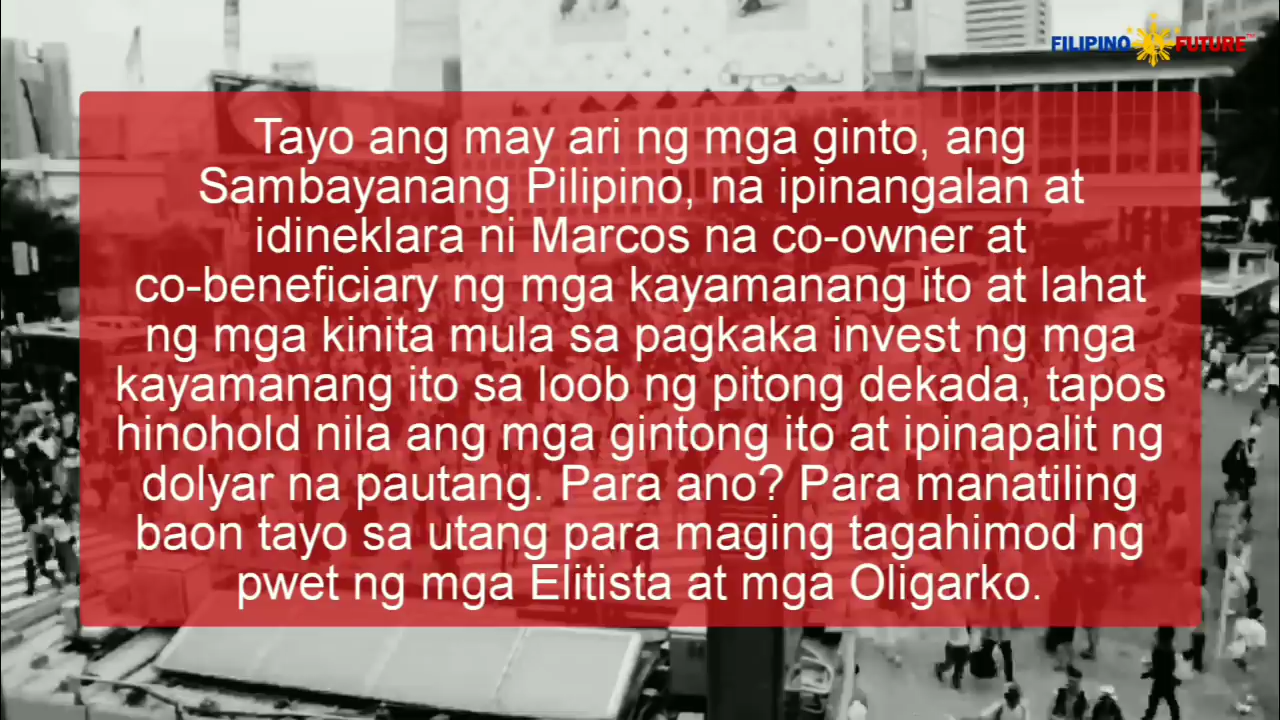 FILIPINO FUTURE™
Tayo ang may ari ng mga ginto, ang
Sambayanang Pilipino, na ipinangalan at
idineklara ni Marcos na co-owner at
co-beneficiary ng mga kayamanang ito at lahat
ng mga kinita mula sa pagkaka invest ng mga
kayamanang ito sa loob ng pitong dekada, tapos
hinohold nila ang mga gintong ito at ipinapalit ng
dolyar na pautang. Para ano? Para manatiling
baon tayo sa utang para maging tagahimod ng
pwet ng mga Elitista at mga Oligarko.